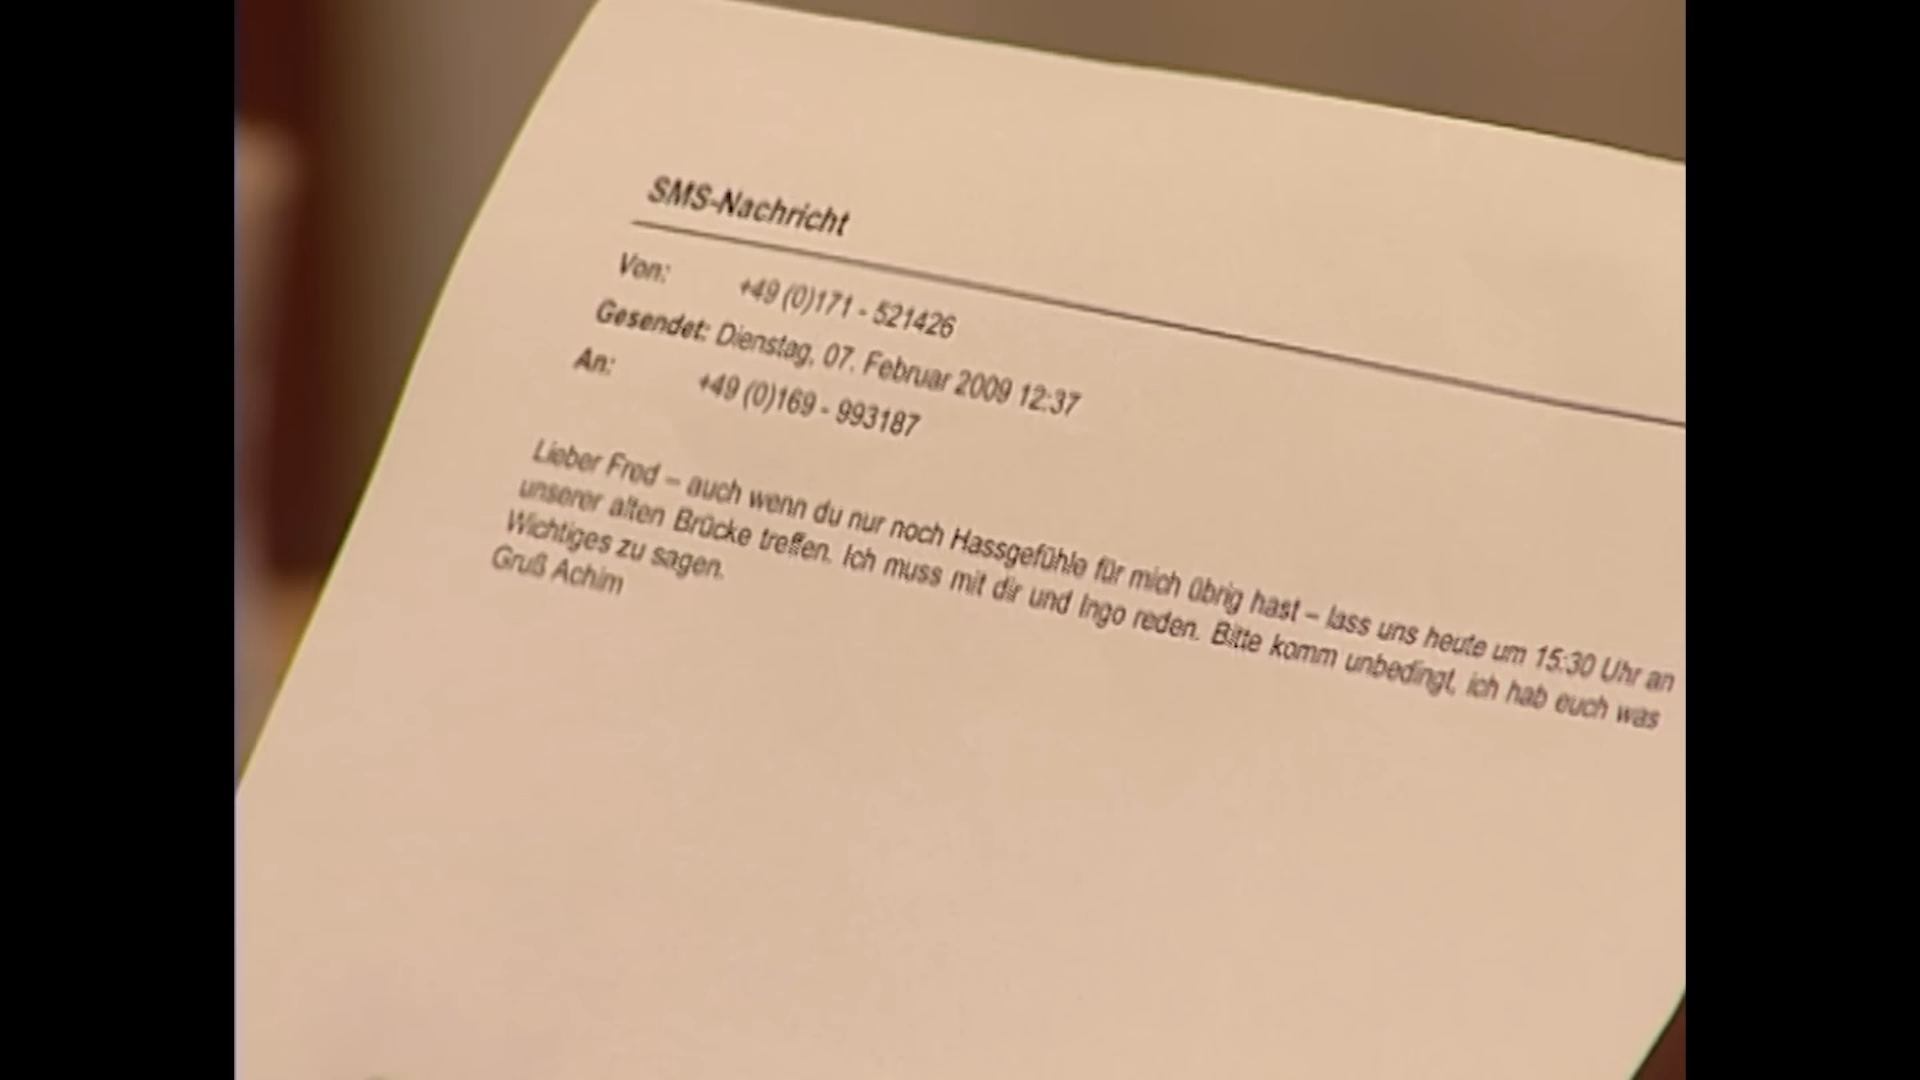 SMS-Nachricht
Von: +49 (0)171 - 521426
Gesendet: Dienstag, 07. Februar 2009 12:37
An: +49 (0)169 - 993187
Lieber Fred – auch wenn du nur noch Hassgefühle für mich übrig hast – lass uns heute um 15:30 Uhr an
unserer alten Brücke treffen. Ich muss mit dir und Ingo reden. Bitte komm unbedingt, ich hab euch was
Wichtiges zu sagen.
Gruß Achim